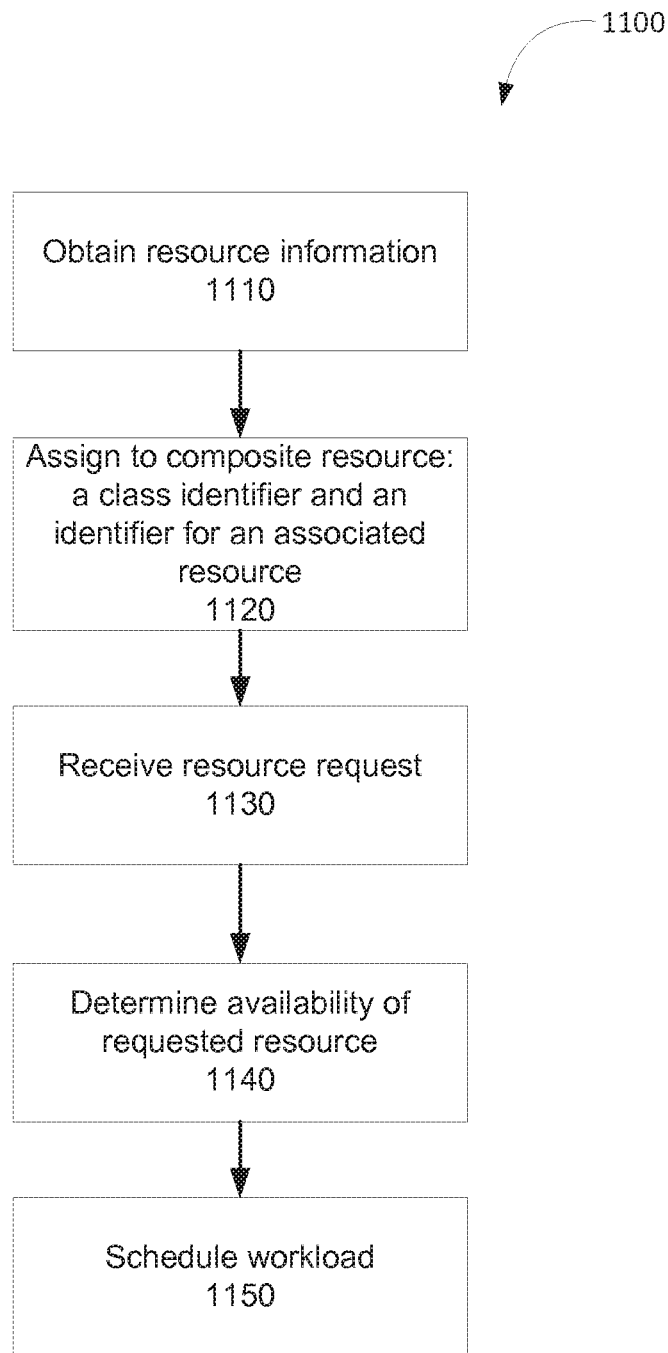 1100
Obtain resource information
1110
Assign to composite resource:
a class identifier and an
identifier for an associated
resource
1120
Receive resource request
1130
Determine availability of
requested resource
1140
Schedule workload
1150